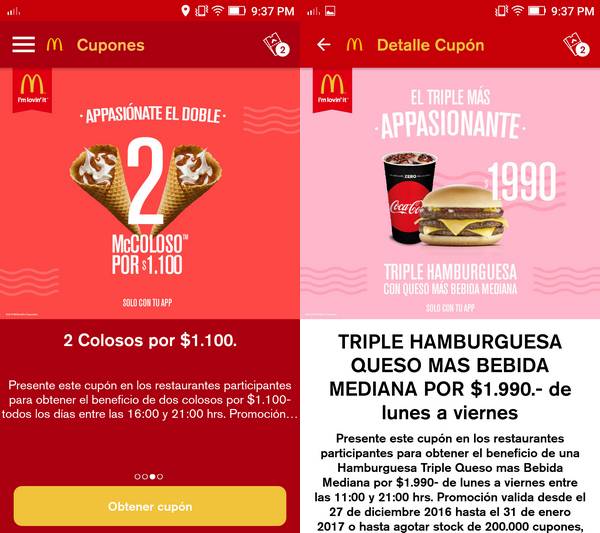 9:37 PM
Cupones
2
i'm lovin' it
APPASIÓNATE EL DOBLE
2
McCOLOSO™
POR $1.100
SOLO CON TU APP
2 Colosos por $1.100.
Presente este cupón en los restaurantes participantes
para obtener el beneficio de dos colosos por $1.100-
todos los días entre las 16:00 y 21:00 hrs. Promoción...
Obtener cupón
9:37 PM
Detalle Cupón
2
i'm lovin' it
EL TRIPLE MÁS
·APPASIONANTE·
ZERO
Coca-Cola
1990
TRIPLE HAMBURGUESA
CON QUESO MÁS BEBIDA MEDIANA
SOLO CON TU APP
TRIPLE HAMBURGUESA
QUESO MAS BEBIDA
MEDIANA POR $1.990.- de
lunes a viernes
Presente este cupón en los restaurantes
participantes para obtener el beneficio de una
Hamburguesa Triple Queso mas Bebida
Mediana por $1.990- de lunes a viernes entre
las 11:00 y 21:00 hrs. Promoción valida desde el
27 de diciembre 2016 hasta el 31 de enero
2017 o hasta agotar stock de 200.000 cupones,